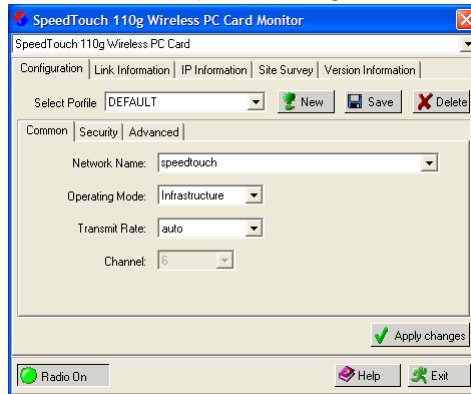 SpeedTouch 110g Wireless PC Card Monitor
SpeedTouch 110g Wireless PC Card
Configuration Link Information IP Information Site Survey Version Information
Select Porfile DEFAULT New Save Delete
Common Security Advanced
Network Name: speedtouch
Operating Mode: Infrastructure
Transmit Rate: auto
Channel: 6
Apply changes
Radio On Help Exit